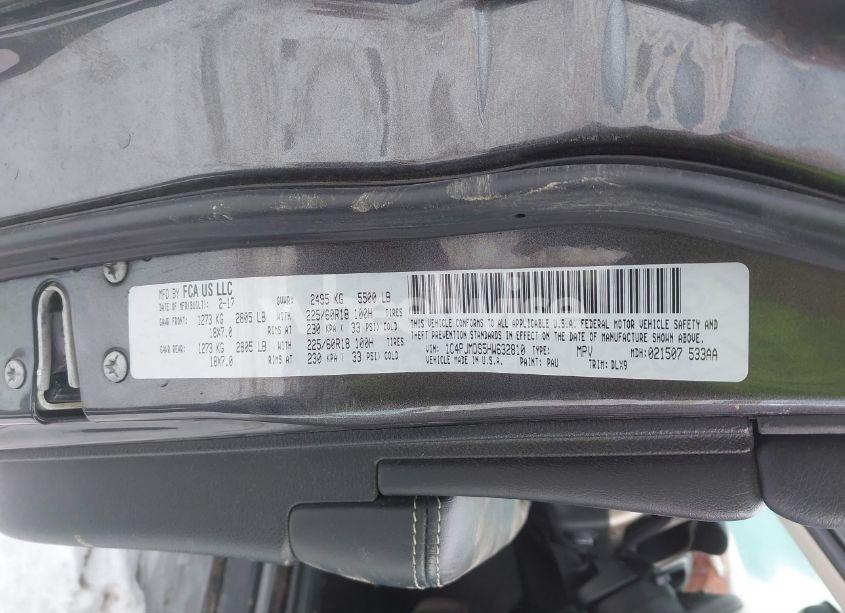 MFD BY FCA US LLC
DATE OF MFR(BUILT): 2-17 GVWR: 2495 KG 5500 LB
GAWR FRONT: 1273 KG 2805 LB WITH 225/60R18 100H TIRES
18X7.0 RIMS AT 230 KPA ( 33 PSI) COLD
GAWR REAR: 1273 KG 2805 LB WITH 225/60R18 100H TIRES
18X7.0 RIMS AT 230 KPA ( 33 PSI) COLD
THIS VEHICLE CONFORMS TO ALL APPLICABLE U.S.A. FEDERAL MOTOR VEHICLE SAFETY AND
THEFT PREVENTION STANDARDS IN EFFECT ON THE DATE OF MANUFACTURE SHOWN ABOVE.
VIN: 1C4PJMDS5HW632810 TYPE: MPV MDH: 021507 533AA
VEHICLE MADE IN U.S.A. PAINT: PAU TRIM: DLX9